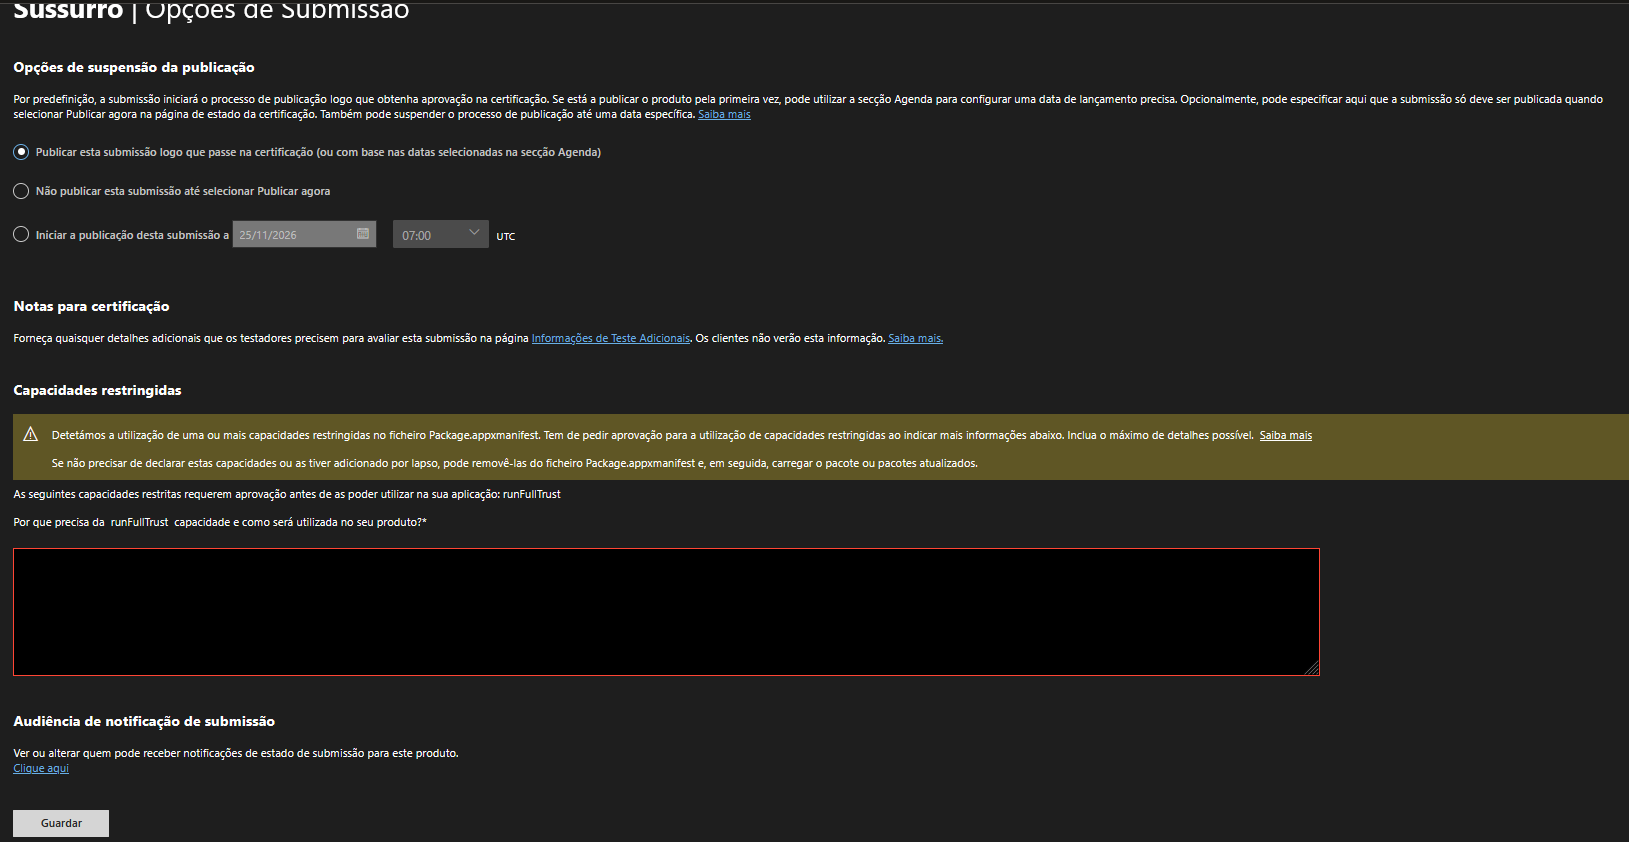 Sussurro | Opções de Submissão
Opções de suspensão da publicação
Por predefinição, a submissão iniciará o processo de publicação logo que obtenha aprovação na certificação. Se está a publicar o produto pela primeira vez, pode utilizar a secção Agenda para configurar uma data de lançamento precisa. Opcionalmente, pode especificar aqui que a submissão só deve ser publicada quando
selecionar Publicar agora na página de estado da certificação. Também pode suspender o processo de publicação até uma data específica. Saiba mais
Publicar esta submissão logo que passe na certificação (ou com base nas datas selecionadas na secção Agenda)
Não publicar esta submissão até selecionar Publicar agora
Iniciar a publicação desta submissão a 25/11/2026 07:00 UTC
Notas para certificação
Forneça quaisquer detalhes adicionais que os testadores precisem para avaliar esta submissão na página Informações de Teste Adicionais. Os clientes não verão esta informação. Saiba mais.
Capacidades restringidas
Detetámos a utilização de uma ou mais capacidades restringidas no ficheiro Package.appxmanifest. Tem de pedir aprovação para a utilização de capacidades restringidas ao indicar mais informações abaixo. Inclua o máximo de detalhes possível. Saiba mais
Se não precisar de declarar estas capacidades ou as tiver adicionado por lapso, pode removê-las do ficheiro Package.appxmanifest e, em seguida, carregar o pacote ou pacotes atualizados.
As seguintes capacidades restritas requerem aprovação antes de as poder utilizar na sua aplicação: runFullTrust
Por que precisa da runFullTrust capacidade e como será utilizada no seu produto?*
Audiência de notificação de submissão
Ver ou alterar quem pode receber notificações de estado de submissão para este produto.
Clique aqui
Guardar